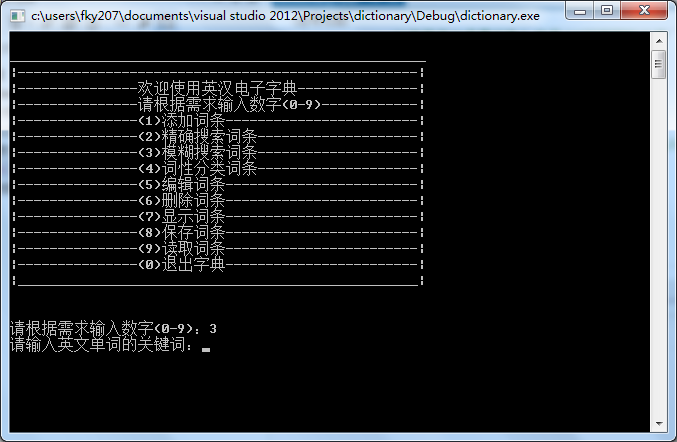 c:\users\fky207\documents\visual studio 2012\Projects\dictionary\Debug\dictionary.exe
欢迎使用英汉电子字典
请根据需求输入数字(0-9)
(1)添加词条
(2)精确搜索词条
(3)模糊搜索词条
(4)词性分类词条
(5)编辑词条
(6)删除词条
(7)显示词条
(8)保存词条
(9)读取词条
(0)退出字典
请根据需求输入数字(0-9)：3
请输入英文单词的关键词：